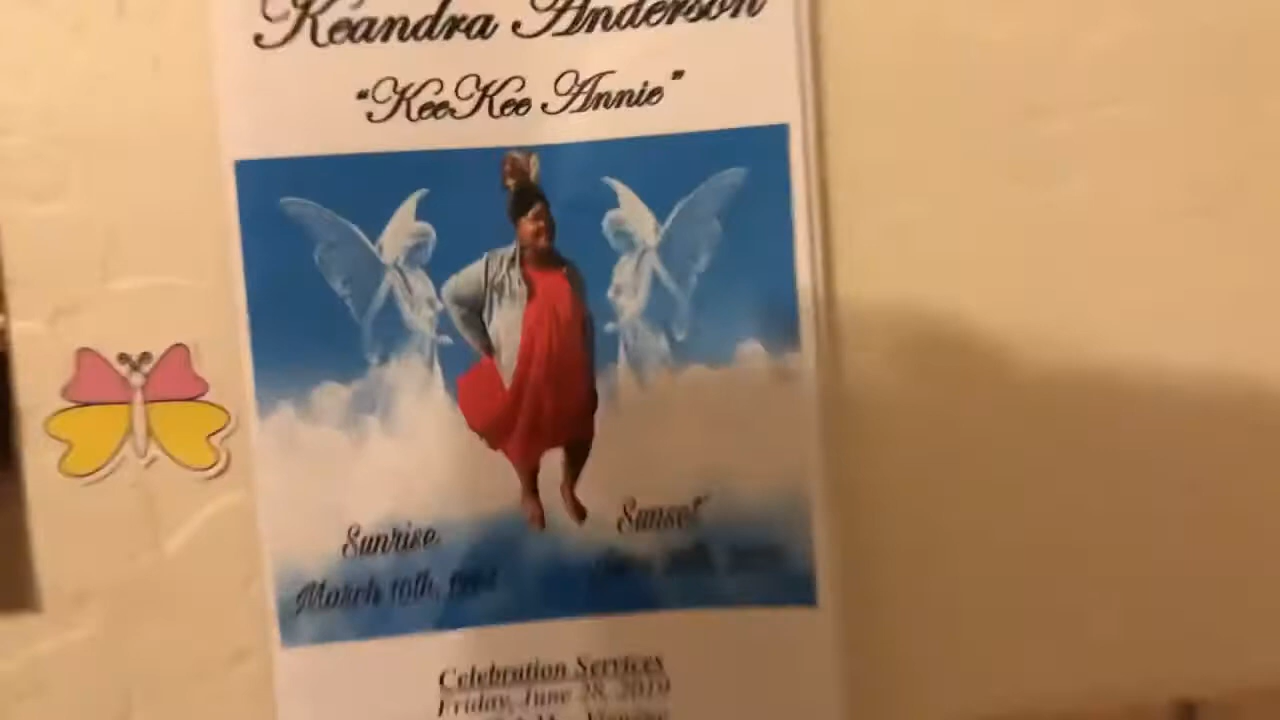 Keandra Anderson
“KeeKee Annie”
Sunrise
March 10th,
Sunset
Celebration Services
Friday, June 28, 2019